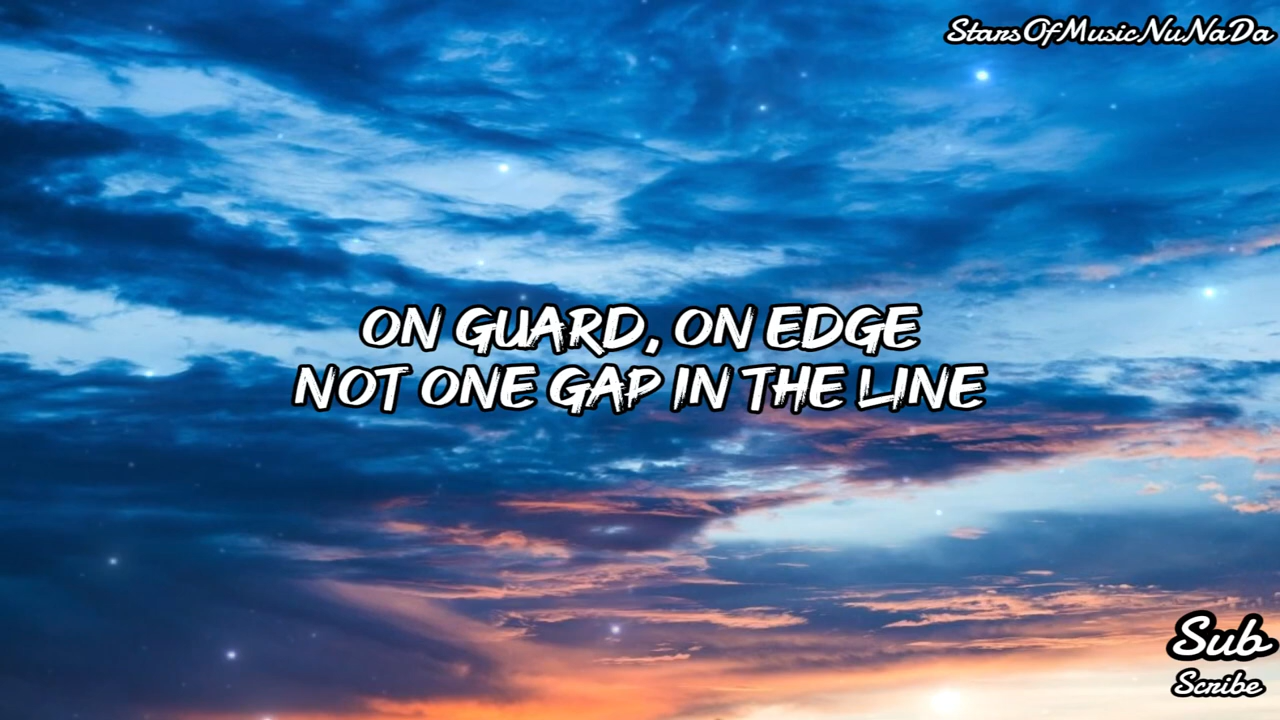 StarsOfMusicNuNaDa
ON GUARD, ON EDGE
NOT ONE GAP IN THE LINE
Sub
Scribe